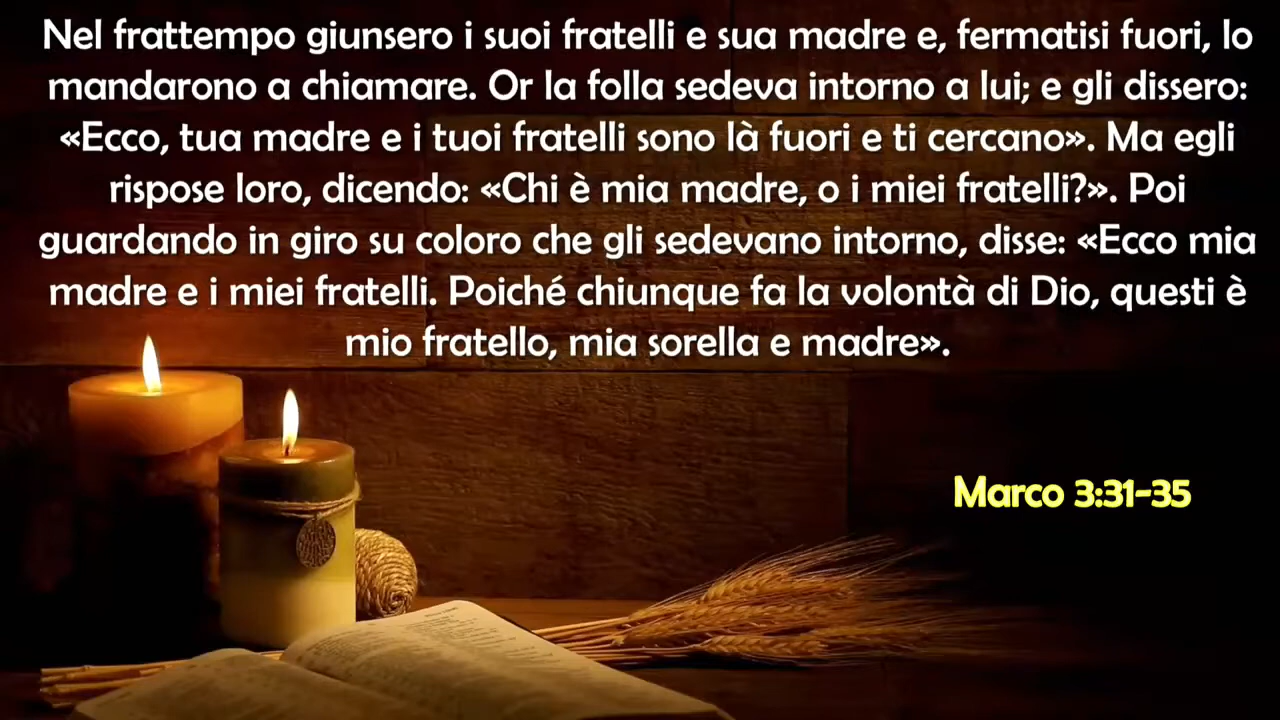 Nel frattempo giunsero i suoi fratelli e sua madre e, fermatisi fuori, lo
mandarono a chiamare. Or la folla sedeva intorno a lui; e gli dissero:
«Ecco, tua madre e i tuoi fratelli sono là fuori e ti cercano». Ma egli
rispose loro, dicendo: «Chi è mia madre, o i miei fratelli?». Poi
guardando in giro su coloro che gli sedevano intorno, disse: «Ecco mia
madre e i miei fratelli. Poiché chiunque fa la volontà di Dio, questi è
mio fratello, mia sorella e madre».
Marco 3:31-35